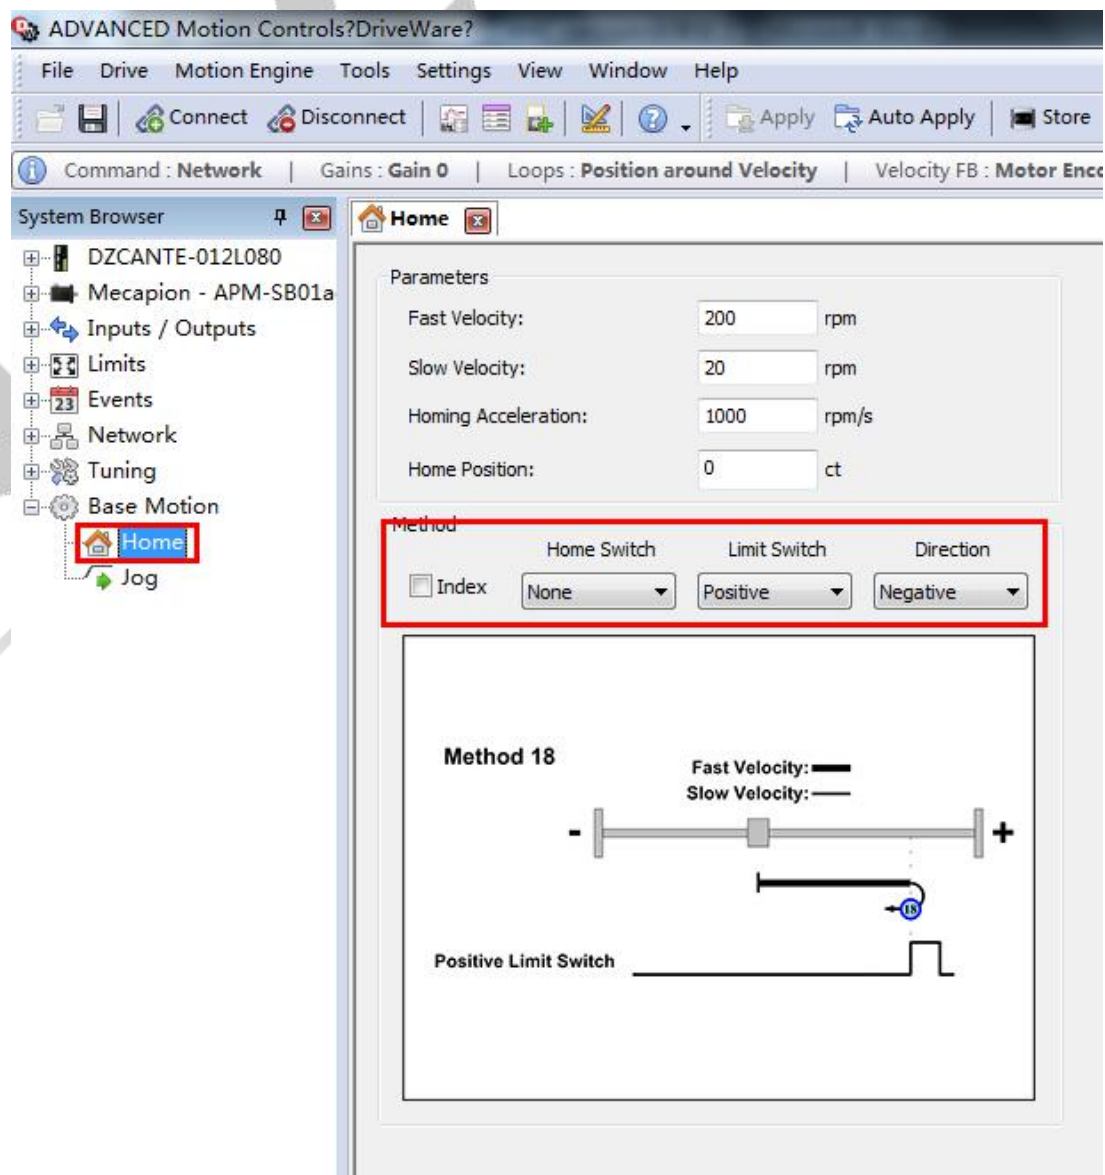 ADVANCED Motion Controls?DriveWare?
File Drive Motion Engine Tools Settings View Window Help
Connect Disconnect Apply Auto Apply Store
Command : Network | Gains : Gain 0 | Loops : Position around Velocity | Velocity FB : Motor Enco
System Browser
Home
DZCANTE-012L080
Mecapion - APM-SB01a
Inputs / Outputs
Limits
23 Events
Network
Tuning
Base Motion
Home
Jog
Parameters
Fast Velocity: 200 rpm
Slow Velocity: 20 rpm
Homing Acceleration: 1000 rpm/s
Home Position: 0 ct
Method
Home Switch Limit Switch Direction
Index None Positive Negative
Method 18
Fast Velocity:
Slow Velocity:
- +
18
Positive Limit Switch